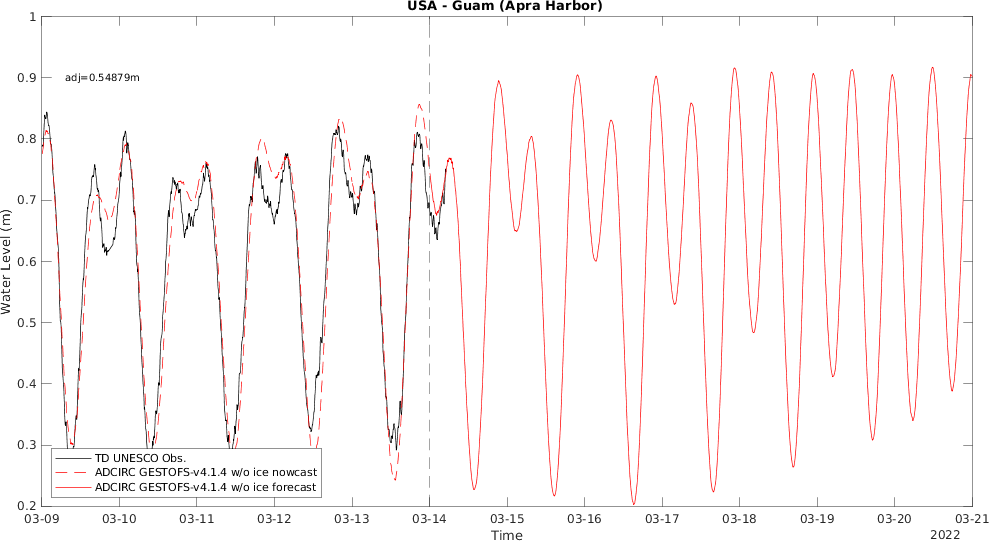 USA - Guam (Apra Harbor)
1
0.9
0.8
0.7
0.6
0.5
0.4
0.3
0.2
Water Level (m)
adj=0.54879m
TD UNESCO Obs.
ADCIRC GESTOFS-v4.1.4 w/o ice nowcast
ADCIRC GESTOFS-v4.1.4 w/o ice forecast
03-09 03-10 03-11 03-12 03-13 03-14 03-15 03-16 03-17 03-18 03-19 03-20 03-21
Time
2022